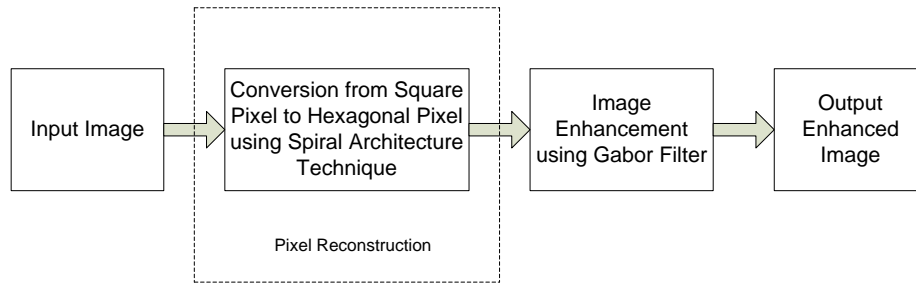 Input Image
Conversion from Square
Pixel to Hexagonal Pixel
using Spiral Architecture
Technique
Pixel Reconstruction
Image
Enhancement
using Gabor Filter
Output
Enhanced
Image